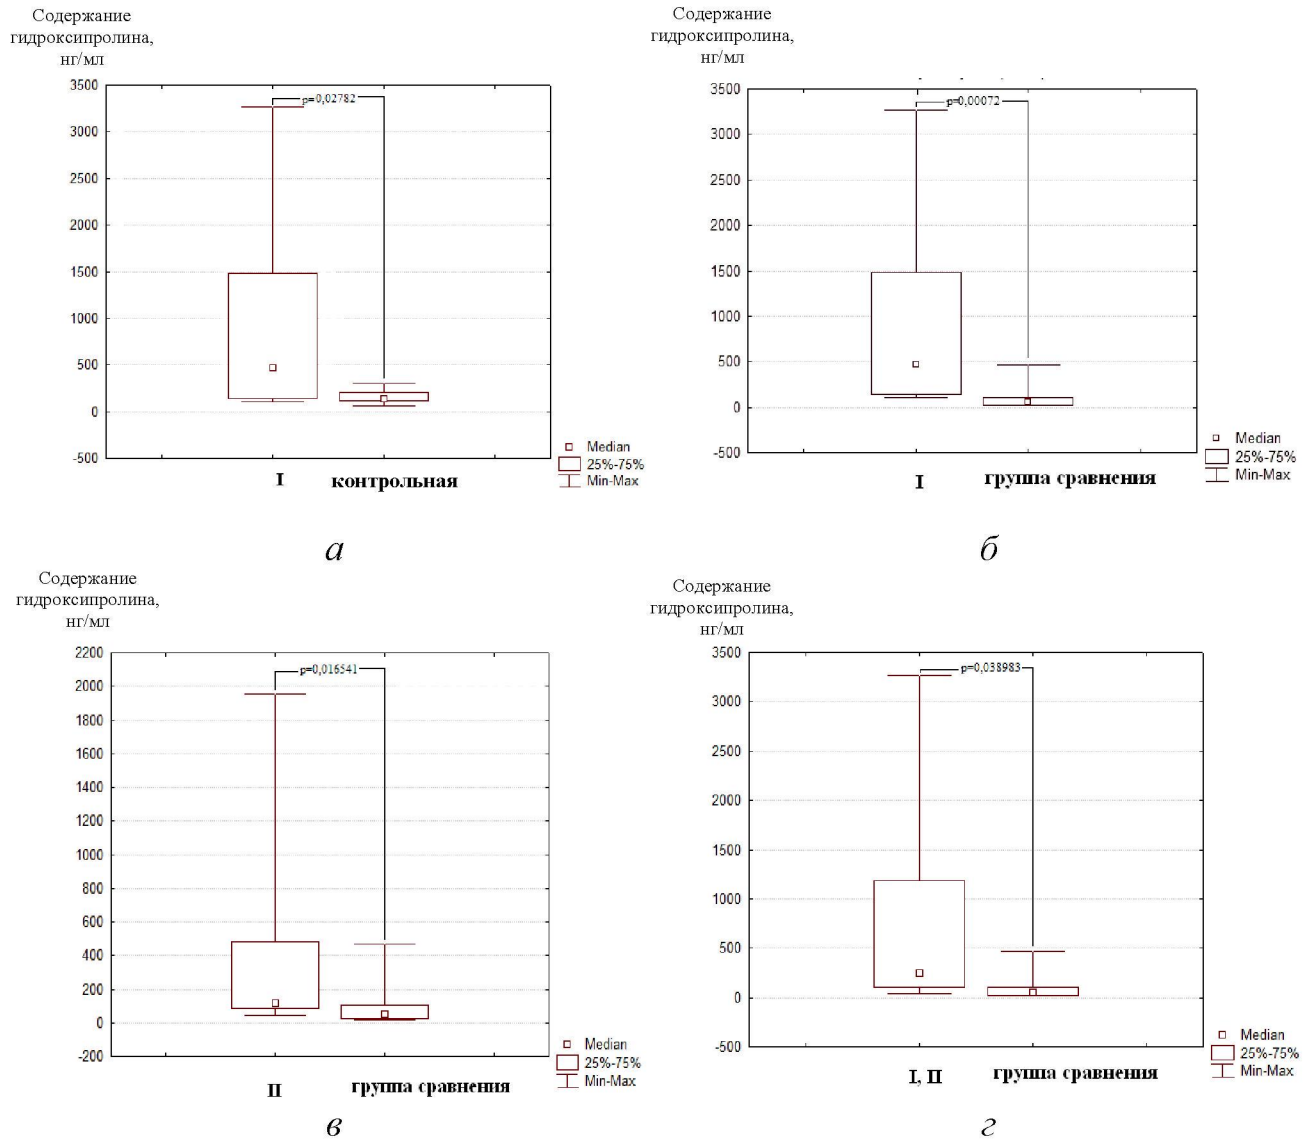 Содержание
гидроксипролина,
нг/мл
3500
3000
2500
2000
1500
1000
500
0
-500
p=0,02782
I контрольная
Median
25%-75%
Min-Max
а
Содержание
гидроксипролина,
нг/мл
3500
3000
2500
2000
1500
1000
500
0
-500
p=0,00072
I группа сравнения
Median
25%-75%
Min-Max
б
Содержание
гидроксипролина,
нг/мл
2200
2000
1800
1600
1400
1200
1000
800
600
400
200
0
-200
p=0,016541
II группа сравнения
Median
25%-75%
Min-Max
в
Содержание
гидроксипролина,
нг/мл
3500
3000
2500
2000
1500
1000
500
0
-500
p=0,038983
I, II группа сравнения
Median
25%-75%
Min-Max
г